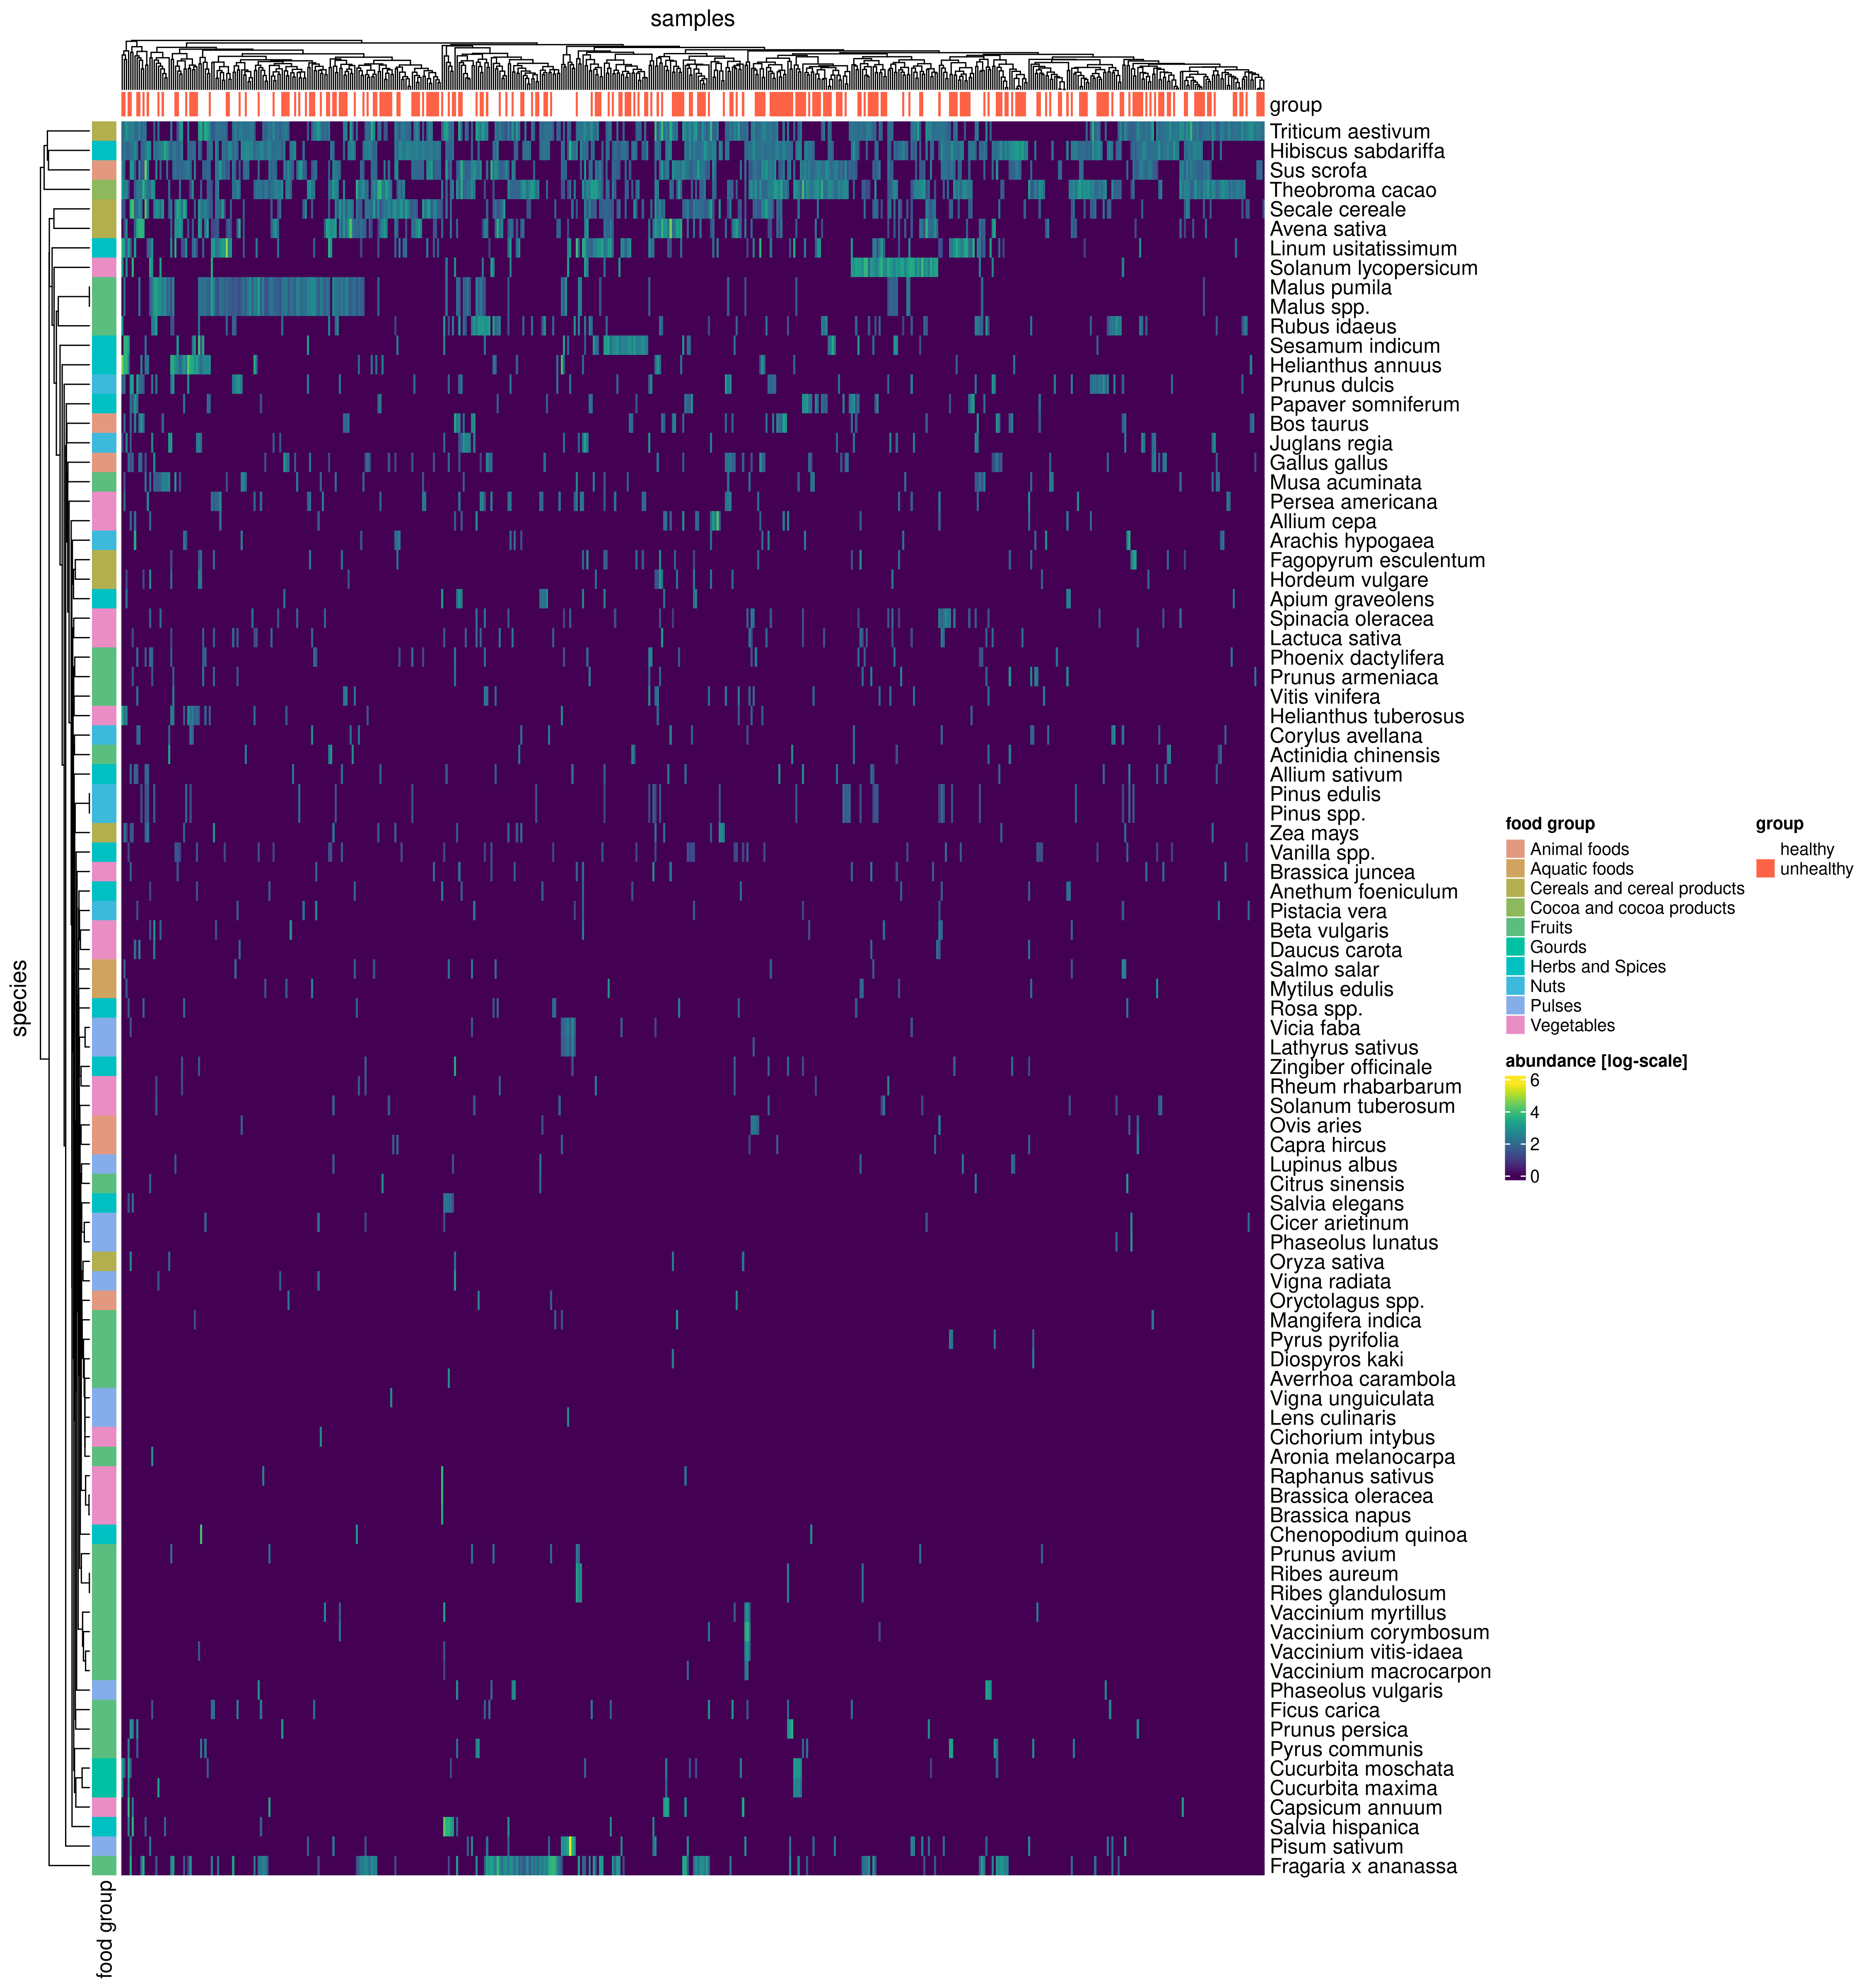 samples
group
Triticum aestivum
Hibiscus sabdariffa
Sus scrofa
Theobroma cacao
Secale cereale
Avena sativa
Linum usitatissimum
Solanum lycopersicum
Malus pumila
Malus spp.
Rubus idaeus
Sesamum indicum
Helianthus annuus
Prunus dulcis
Papaver somniferum
Bos taurus
Juglans regia
Gallus gallus
Musa acuminata
Persea americana
Allium cepa
Arachis hypogaea
Fagopyrum esculentum
Hordeum vulgare
Apium graveolens
Spinacia oleracea
Lactuca sativa
Phoenix dactylifera
Prunus armeniaca
Vitis vinifera
Helianthus tuberosus
Corylus avellana
Actinidia chinensis
Allium sativum
Pinus edulis
Pinus spp.
Zea mays
Vanilla spp.
Brassica juncea
Anethum foeniculum
Pistacia vera
Beta vulgaris
Daucus carota
Salmo salar
Mytilus edulis
Rosa spp.
Vicia faba
Lathyrus sativus
Zingiber officinale
Rheum rhabarbarum
Solanum tuberosum
Ovis aries
Capra hircus
Lupinus albus
Citrus sinensis
Salvia elegans
Cicer arietinum
Phaseolus lunatus
Oryza sativa
Vigna radiata
Oryctolagus spp.
Mangifera indica
Pyrus pyrifolia
Diospyros kaki
Averrhoa carambola
Vigna unguiculata
Lens culinaris
Cichorium intybus
Aronia melanocarpa
Raphanus sativus
Brassica oleracea
Brassica napus
Chenopodium quinoa
Prunus avium
Ribes aureum
Ribes glandulosum
Vaccinium myrtillus
Vaccinium corymbosum
Vaccinium vitis-idaea
Vaccinium macrocarpon
Phaseolus vulgaris
Ficus carica
Prunus persica
Pyrus communis
Cucurbita moschata
Cucurbita maxima
Capsicum annuum
Salvia hispanica
Pisum sativum
Fragaria x ananassa
species
food group
food group
Animal foods
Aquatic foods
Cereals and cereal products
Cocoa and cocoa products
Fruits
Gourds
Herbs and Spices
Nuts
Pulses
Vegetables
group
healthy
unhealthy
abundance [log-scale]
6
4
2
0